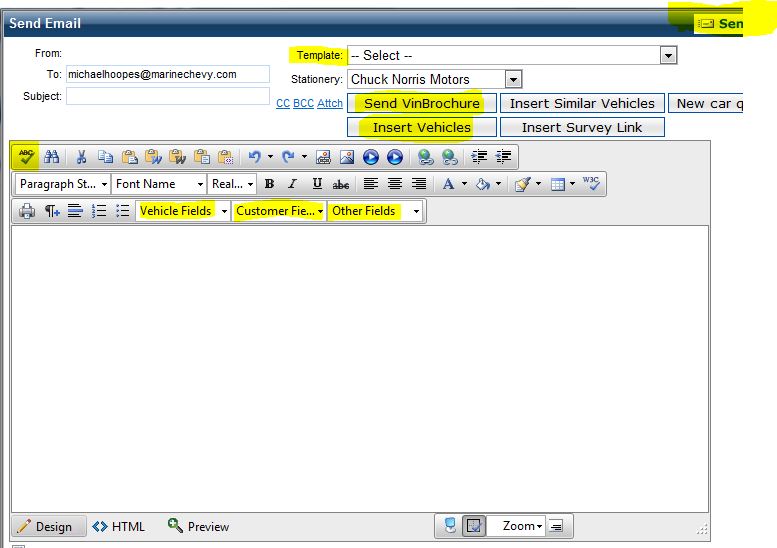 Send Email
Sen
From:
Template: -- Select --
To: michaelhoopes@marinechevy.com
Stationery: Chuck Norris Motors
Subject:
CC BCC Attch Send VinBrochure Insert Similar Vehicles New car q
Insert Vehicles Insert Survey Link
ABC
Paragraph St... Font Name Real... B I U abc A W3C
Vehicle Fields Customer Fie... Other Fields
Design HTML Preview Zoom